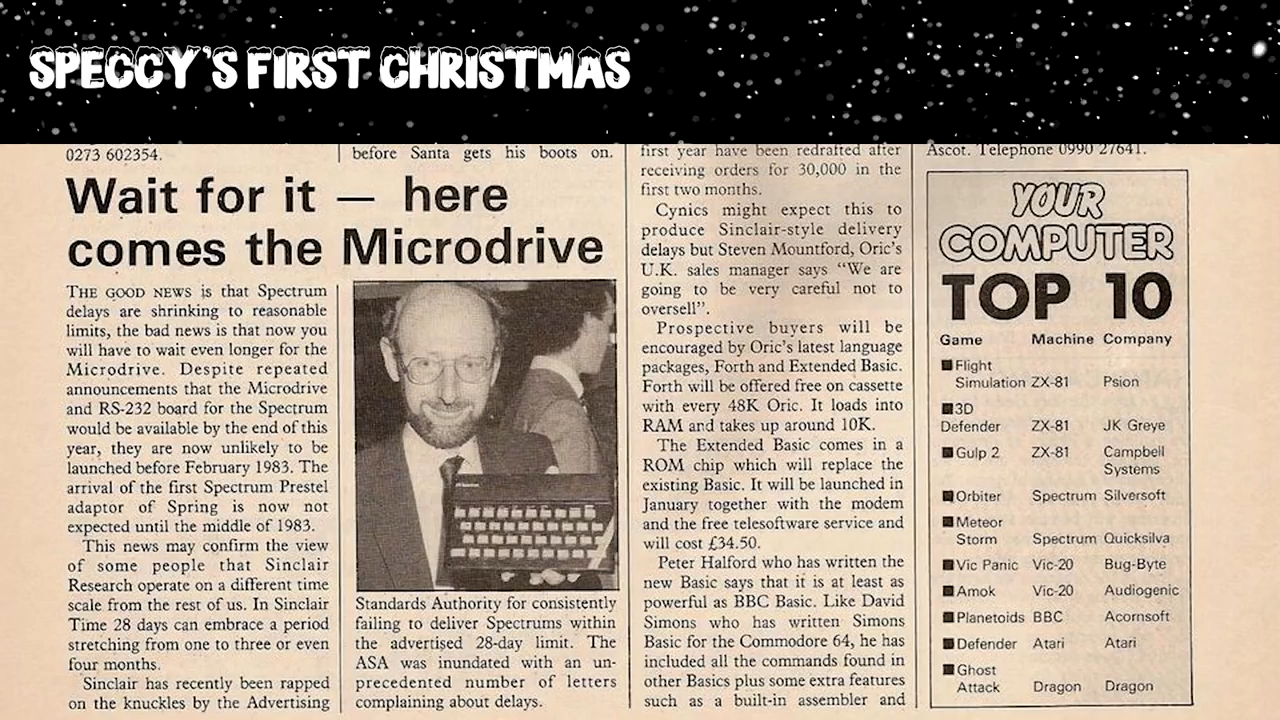 SPECCY'S FIRST CHRISTMAS
0273 602354.
Wait for it — here
comes the Microdrive
THE GOOD NEWS is that Spectrum
delays are shrinking to reasonable
limits, the bad news is that now you
will have to wait even longer for the
Microdrive. Despite repeated
announcements that the Microdrive
and RS-232 board for the Spectrum
would be available by the end of this
year, they are now unlikely to be
launched before February 1983. The
arrival of the first Spectrum Prestel
adaptor of Spring is now not
expected until the middle of 1983.
This news may confirm the view
of some people that Sinclair
Research operate on a different time
scale from the rest of us. In Sinclair
Time 28 days can embrace a period
stretching from one to three or even
four months.
Sinclair has recently been rapped
on the knuckles by the Advertising
before Santa gets his boots on.
Standards Authority for consistently
failing to deliver Spectrums within
the advertised 28-day limit. The
ASA was inundated with an un-
precedented number of letters
complaining about delays.
first year have been redrafted after
receiving orders for 30,000 in the
first two months.
Cynics might expect this to
produce Sinclair-style delivery
delays but Steven Mountford, Oric's
U.K. sales manager says "We are
going to be very careful not to
oversell".
Prospective buyers will be
encouraged by Oric's latest language
packages, Forth and Extended Basic.
Forth will be offered free on cassette
with every 48K Oric. It loads into
RAM and takes up around 10K.
The Extended Basic comes in a
ROM chip which will replace the
existing Basic. It will be launched in
January together with the modem
and the free telesoftware service and
will cost £34.50.
Peter Halford who has written the
new Basic says that it is at least as
powerful as BBC Basic. Like David
Simons who has written Simons
Basic for the Commodore 64, he has
included all the commands found in
other Basics plus some extra features
such as a built-in assembler and
Ascot. Telephone 0990 27641.
YOUR
COMPUTER
TOP 10
Game Machine Company
Flight
Simulation ZX-81 Psion
3D
Defender ZX-81 JK Greye
Gulp 2 ZX-81 Campbell
Systems
Orbiter Spectrum Silversoft
Meteor
Storm Spectrum Quicksilva
Vic Panic Vic-20 Bug-Byte
Amok Vic-20 Audiogenic
Planetoids BBC Acornsoft
Defender Atari Atari
Ghost
Attack Dragon Dragon